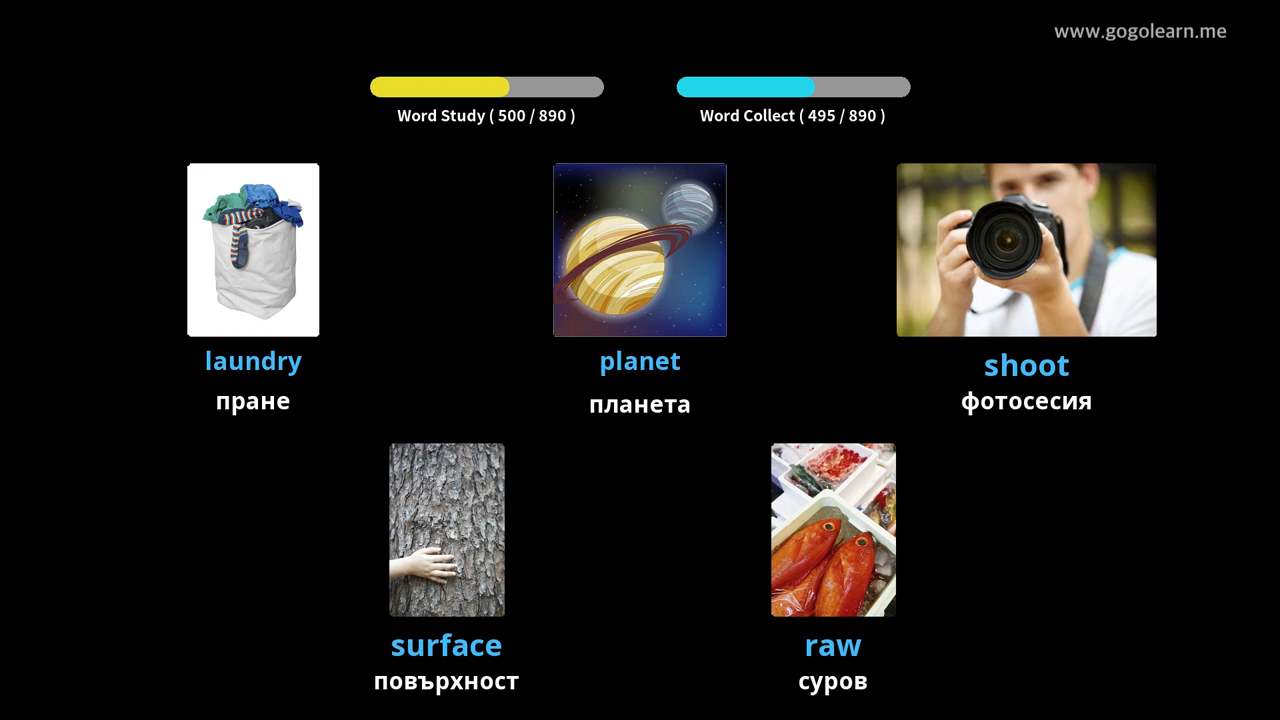 www.gogolearn.me
Word Study ( 500 / 890 )
Word Collect ( 495 / 890 )
laundry
пране
planet
планета
shoot
фотосесия
surface
повърхност
raw
суров